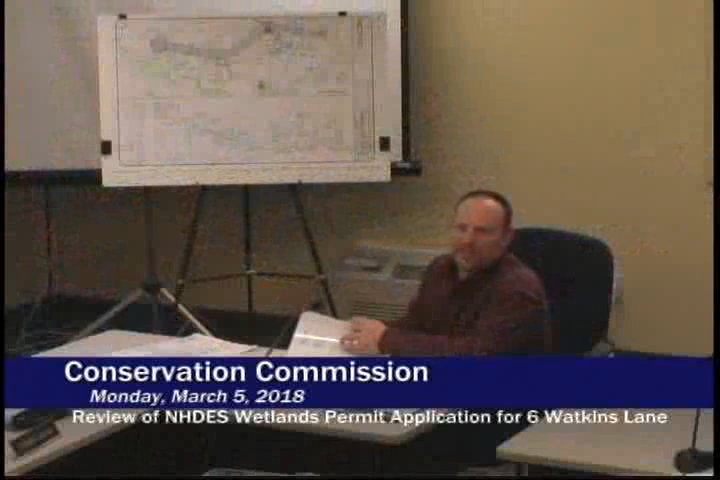 Conservation Commission
Monday, March 5, 2018
Review of NHDES Wetlands Permit Application for 6 Watkins Lane